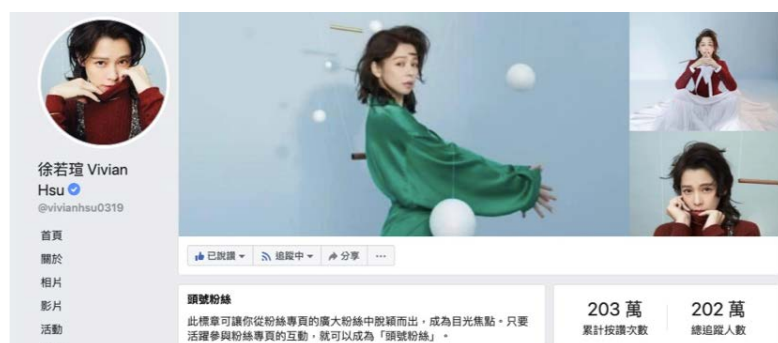 徐若瑄 Vivian
Hsu
@vivianhsu0319
首頁
關於
相片
影片
活動
已說讚
追蹤中
分享
...
頭號粉絲
此標章可讓你從粉絲專頁的廣大粉絲中脫穎而出，成為目光焦點。只要
活躍參與粉絲專頁的互動，就可以成為「頭號粉絲」。
203 萬
累計按讚次數
202 萬
總追蹤人數